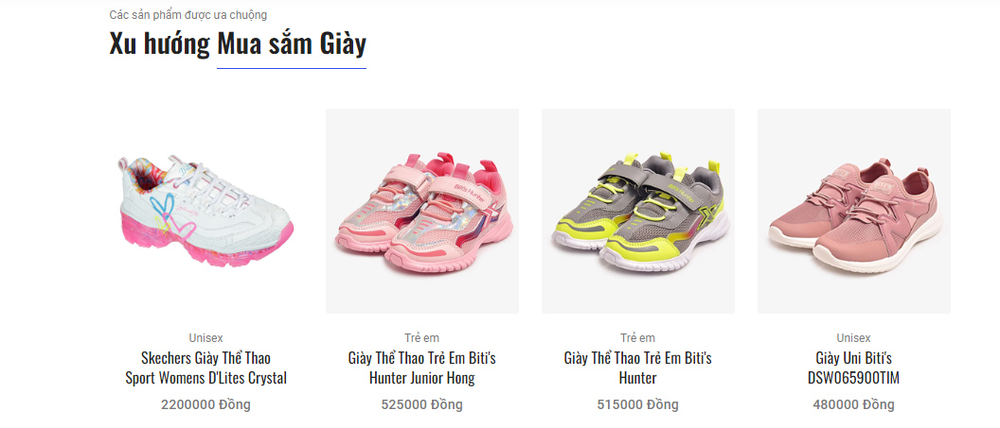 Các sản phẩm được ưa chuộng
Xu hướng Mua sắm Giày
Biti's Hunter
Unisex
Skechers Giày Thể Thao
Sport Womens D'Lites Crystal
2200000 Đồng
Trẻ em
Giày Thể Thao Trẻ Em Biti's
Hunter Junior Hong
525000 Đồng
Trẻ em
Giày Thể Thao Trẻ Em Biti's
Hunter
515000 Đồng
Unisex
Giày Uni Biti's
DSW065900TIM
480000 Đồng